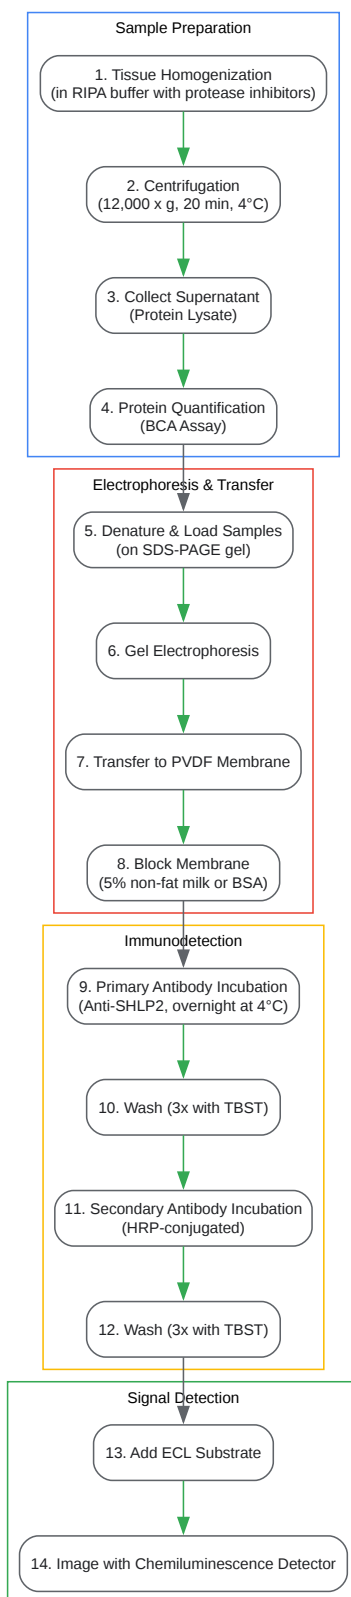 Sample Preparation
1. Tissue Homogenization
(in RIPA buffer with protease inhibitors)
2. Centrifugation
(12,000 x g, 20 min, 4°C)
3. Collect Supernatant
(Protein Lysate)
4. Protein Quantification
(BCA Assay)
Electrophoresis & Transfer
5. Denature & Load Samples
(on SDS-PAGE gel)
6. Gel Electrophoresis
7. Transfer to PVDF Membrane
8. Block Membrane
(5% non-fat milk or BSA)
Immunodetection
9. Primary Antibody Incubation
(Anti-SHLP2, overnight at 4°C)
10. Wash (3x with TBST)
11. Secondary Antibody Incubation
(HRP-conjugated)
12. Wash (3x with TBST)
Signal Detection
13. Add ECL Substrate
14. Image with Chemiluminescence Detector